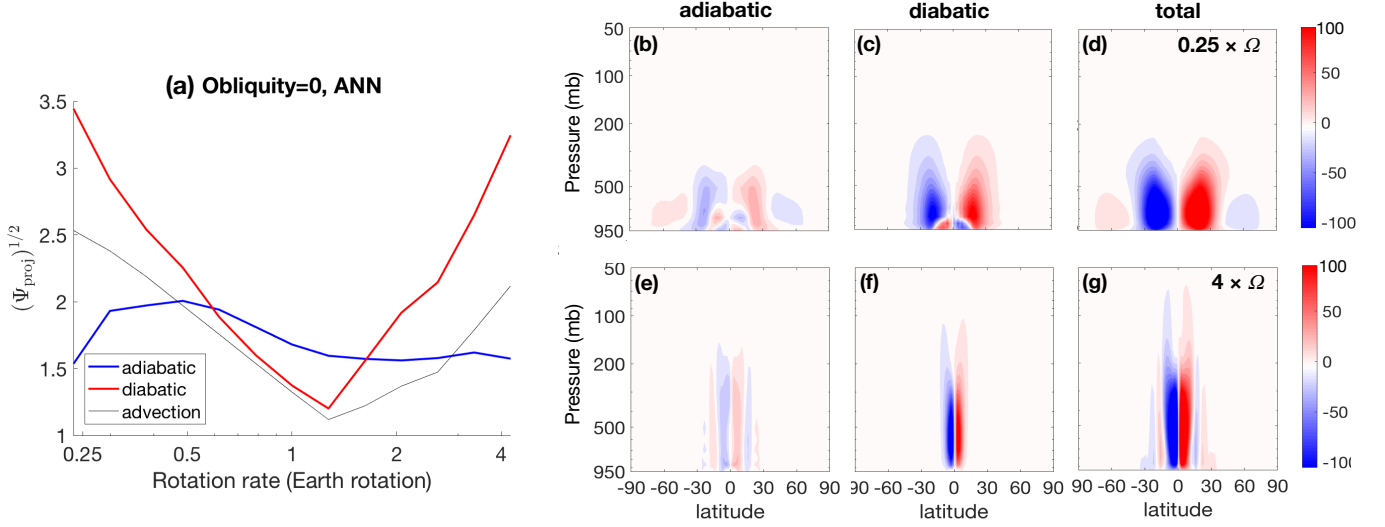 (a) Obliquity=0, ANN
(Ψproj)1/2
3.5
3
2.5
2
1.5
1
adiabatic
diabatic
advection
0.25 0.5 1 2 4
Rotation rate (Earth rotation)
adiabatic diabatic total
(b) (c) (d) 0.25 × Ω
Pressure (mb)
50
100
200
500
950
100
50
0
-50
-100
(e) (f) (g) 4 × Ω
Pressure (mb)
50
100
200
500
950
100
50
0
-50
-100
-90 -60 -30 0 30 60 90
-90 -60 -30 0 30 60 90
-90 -60 -30 0 30 60 90
latitude latitude latitude